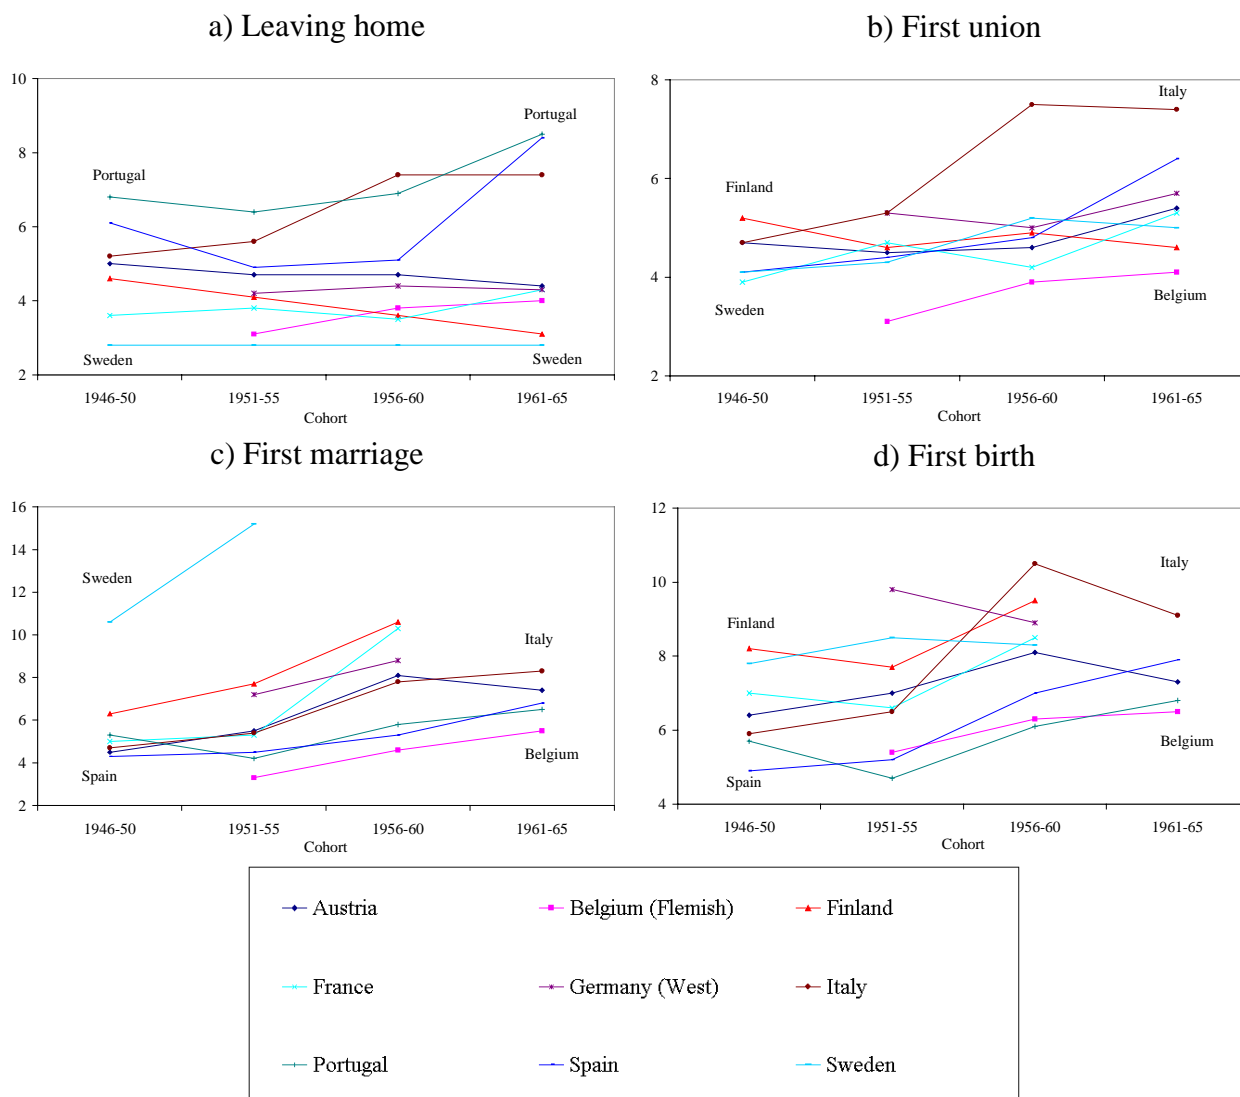 a) Leaving home
10
8
6
4
2
Portugal
Portugal
Sweden
Sweden
1946-50 1951-55 1956-60 1961-65
Cohort
b) First union
8
6
4
2
Italy
Finland
Sweden
Belgium
1946-50 1951-55 1956-60 1961-65
Cohort
c) First marriage
16
14
12
10
8
6
4
2
Sweden
Italy
Spain
Belgium
1946-50 1951-55 1956-60 1961-65
Cohort
d) First birth
12
10
8
6
4
Italy
Finland
Belgium
Spain
1946-50 1951-55 1956-60 1961-65
Cohort
Austria Belgium (Flemish) Finland
France Germany (West) Italy
Portugal Spain Sweden